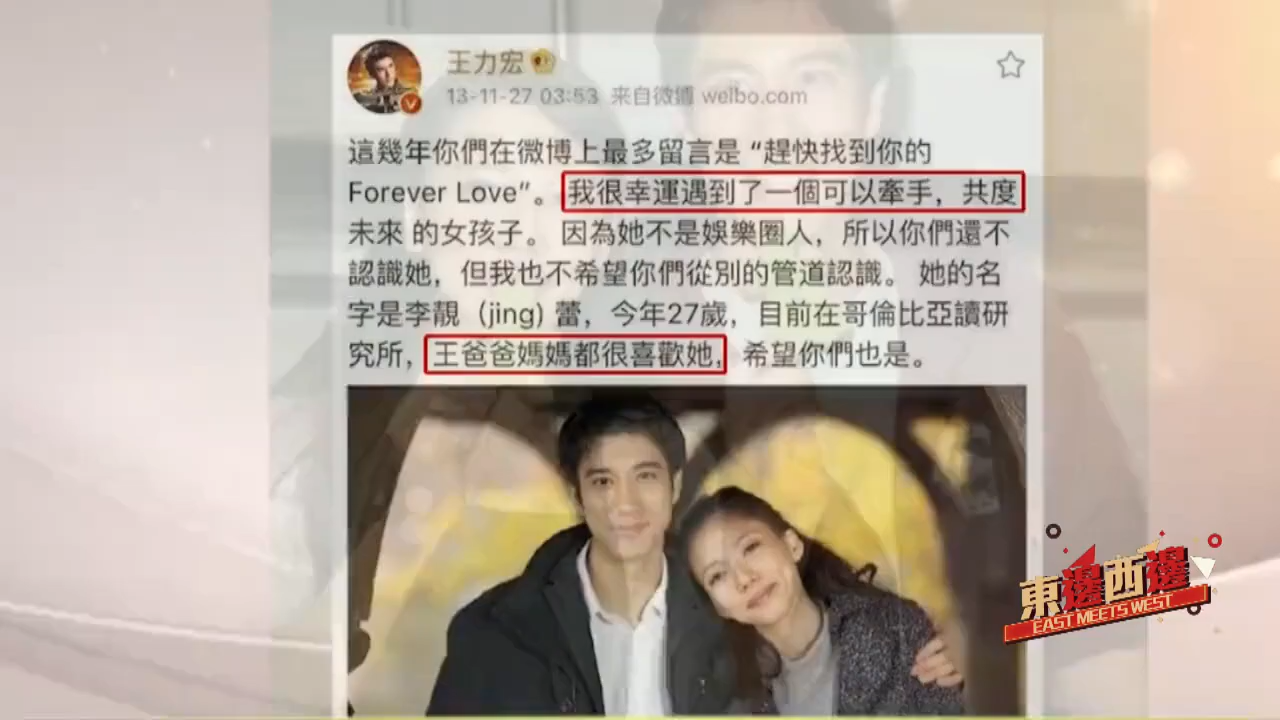 王力宏
13-11-27 03:53 来自微博 weibo.com
這幾年你們在微博上最多留言是 “趕快找到你的
Forever Love”。我很幸運遇到了一個可以牽手，共度
未來 的女孩子。 因為她不是娛樂圈人，所以你們還不
認識她，但我也不希望你們從別的管道認識。 她的名
字是李靚（jing) 蕾，今年27歲，目前在哥倫比亞讀研
究所，王爸爸媽媽都很喜歡她，希望你們也是。
東邊西邊
EAST MEETS WEST